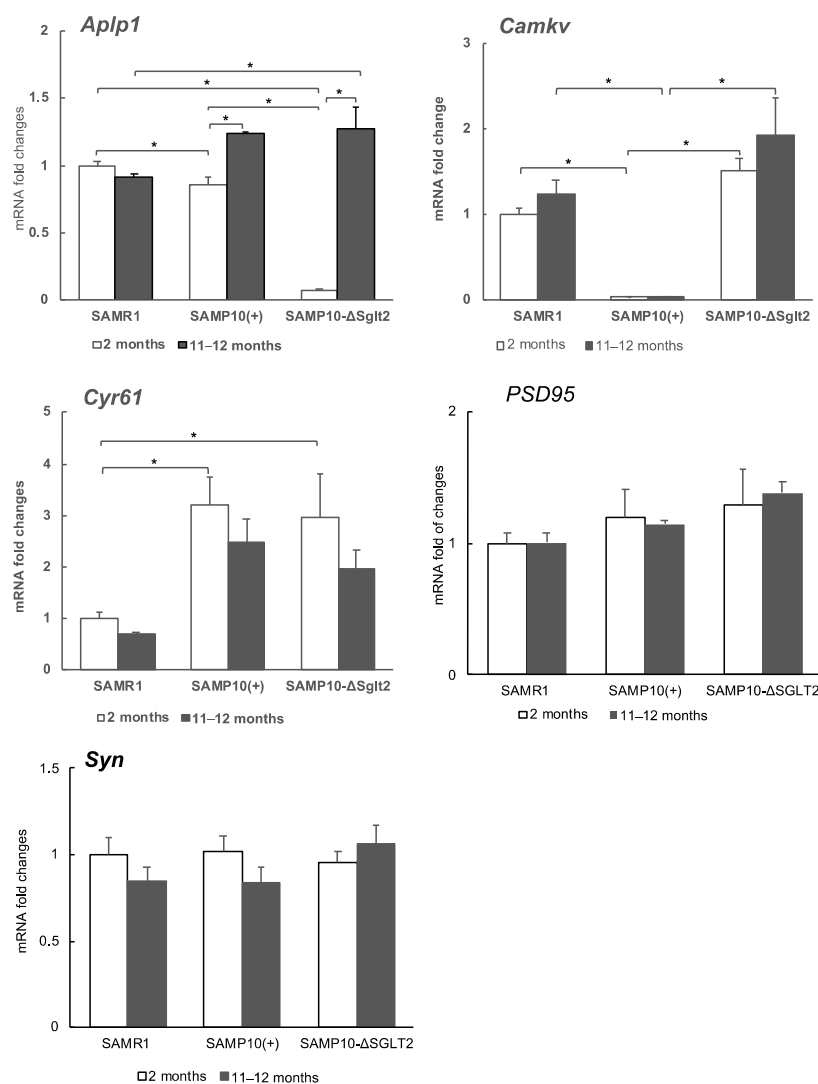 Aplp1
mRNA fold changes
2
1.5
1
0.5
0
* * * * * *
SAMR1 SAMP10(+) SAMP10-ΔSglt2
2 months 11–12 months
Camkv
mRNA fold change
3
2
1
0
* * * *
SAMR1 SAMP10(+) SAMP10-ΔSglt2
2 months 11–12 months
Cyr61
mRNA fold changes
5
4
3
2
1
0
* *
SAMR1 SAMP10(+) SAMP10-ΔSglt2
2 months 11–12 months
PSD95
mRNA fold of changes
2
1
0
SAMR1 SAMP10(+) SAMP10-ΔSGLT2
2 months 11–12 months
Syn
mRNA fold changes
1.5
1
0.5
0
SAMR1 SAMP10(+) SAMP10-ΔSGLT2
2 months 11–12 months